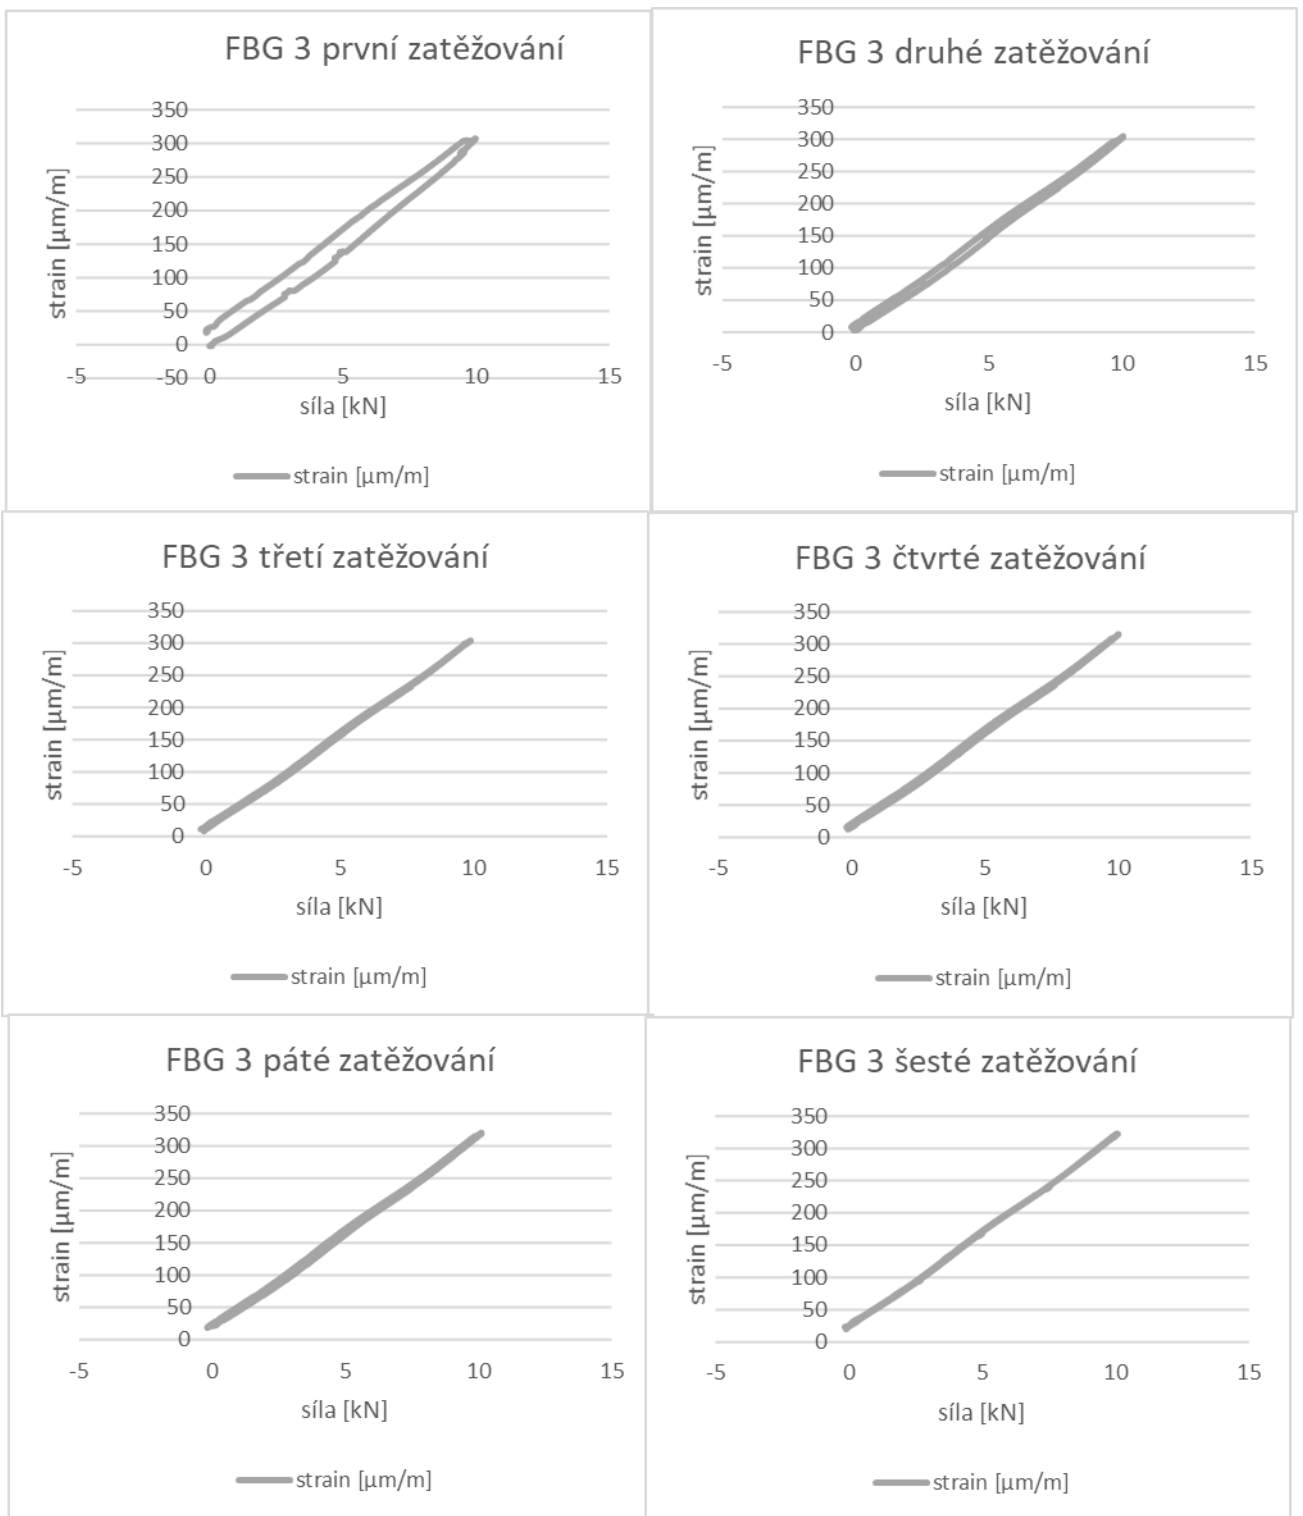 FBG 3 první zatěžování
350
300
250
200
150
100
50
0
-50
-5 0 5 10 15
strain [µm/m]
síla [kN]
strain [µm/m]
FBG 3 druhé zatěžování
350
300
250
200
150
100
50
0
-5 0 5 10 15
strain [µm/m]
síla [kN]
strain [µm/m]
FBG 3 třetí zatěžování
350
300
250
200
150
100
50
0
-5 0 5 10 15
strain [µm/m]
síla [kN]
strain [µm/m]
FBG 3 čtvrté zatěžování
350
300
250
200
150
100
50
0
-5 0 5 10 15
strain [µm/m]
síla [kN]
strain [µm/m]
FBG 3 páté zatěžování
350
300
250
200
150
100
50
0
-5 0 5 10 15
strain [µm/m]
síla [kN]
strain [µm/m]
FBG 3 šesté zatěžování
350
300
250
200
150
100
50
0
-5 0 5 10 15
strain [µm/m]
síla [kN]
strain [µm/m]